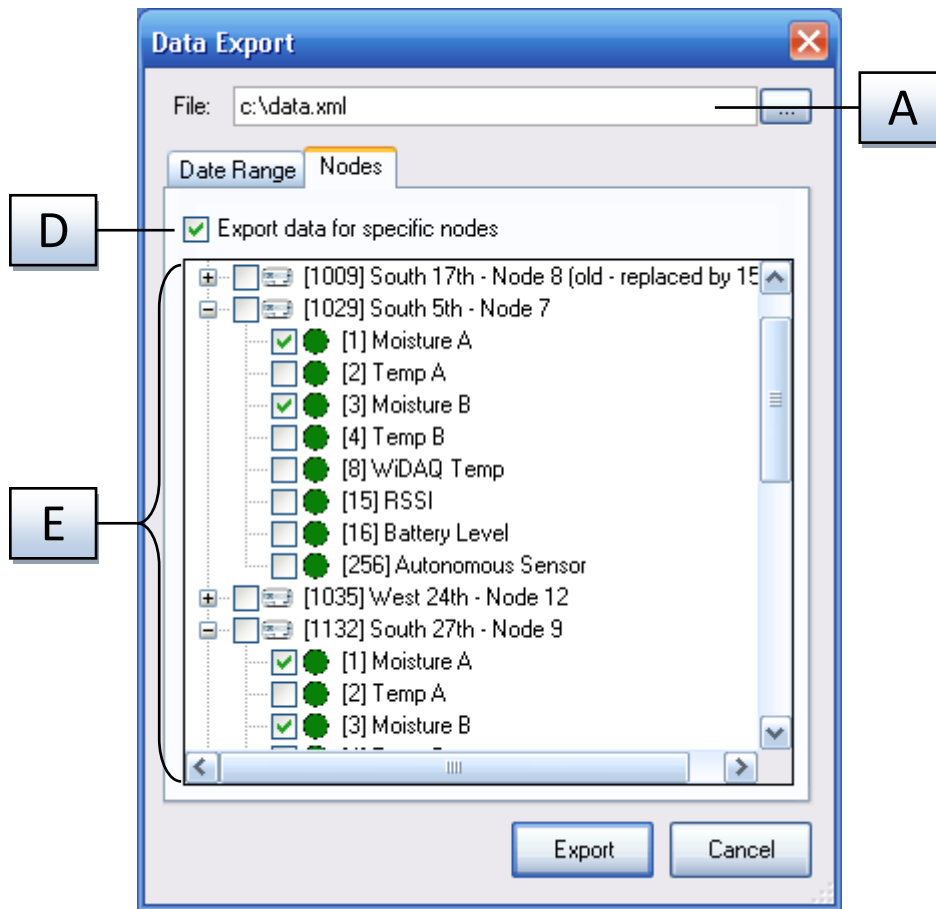 Data Export
File: c:\data.xml ...
A
Date Range Nodes
D
Export data for specific nodes
[1009] South 17th - Node 8 (old - replaced by 15
[1029] South 5th - Node 7
[1] Moisture A
[2] Temp A
[3] Moisture B
[4] Temp B
[8] WiDAQ Temp
[15] RSSI
E
[16] Battery Level
[256] Autonomous Sensor
[1035] West 24th - Node 12
[1132] South 27th - Node 9
[1] Moisture A
[2] Temp A
[3] Moisture B
Export Cancel